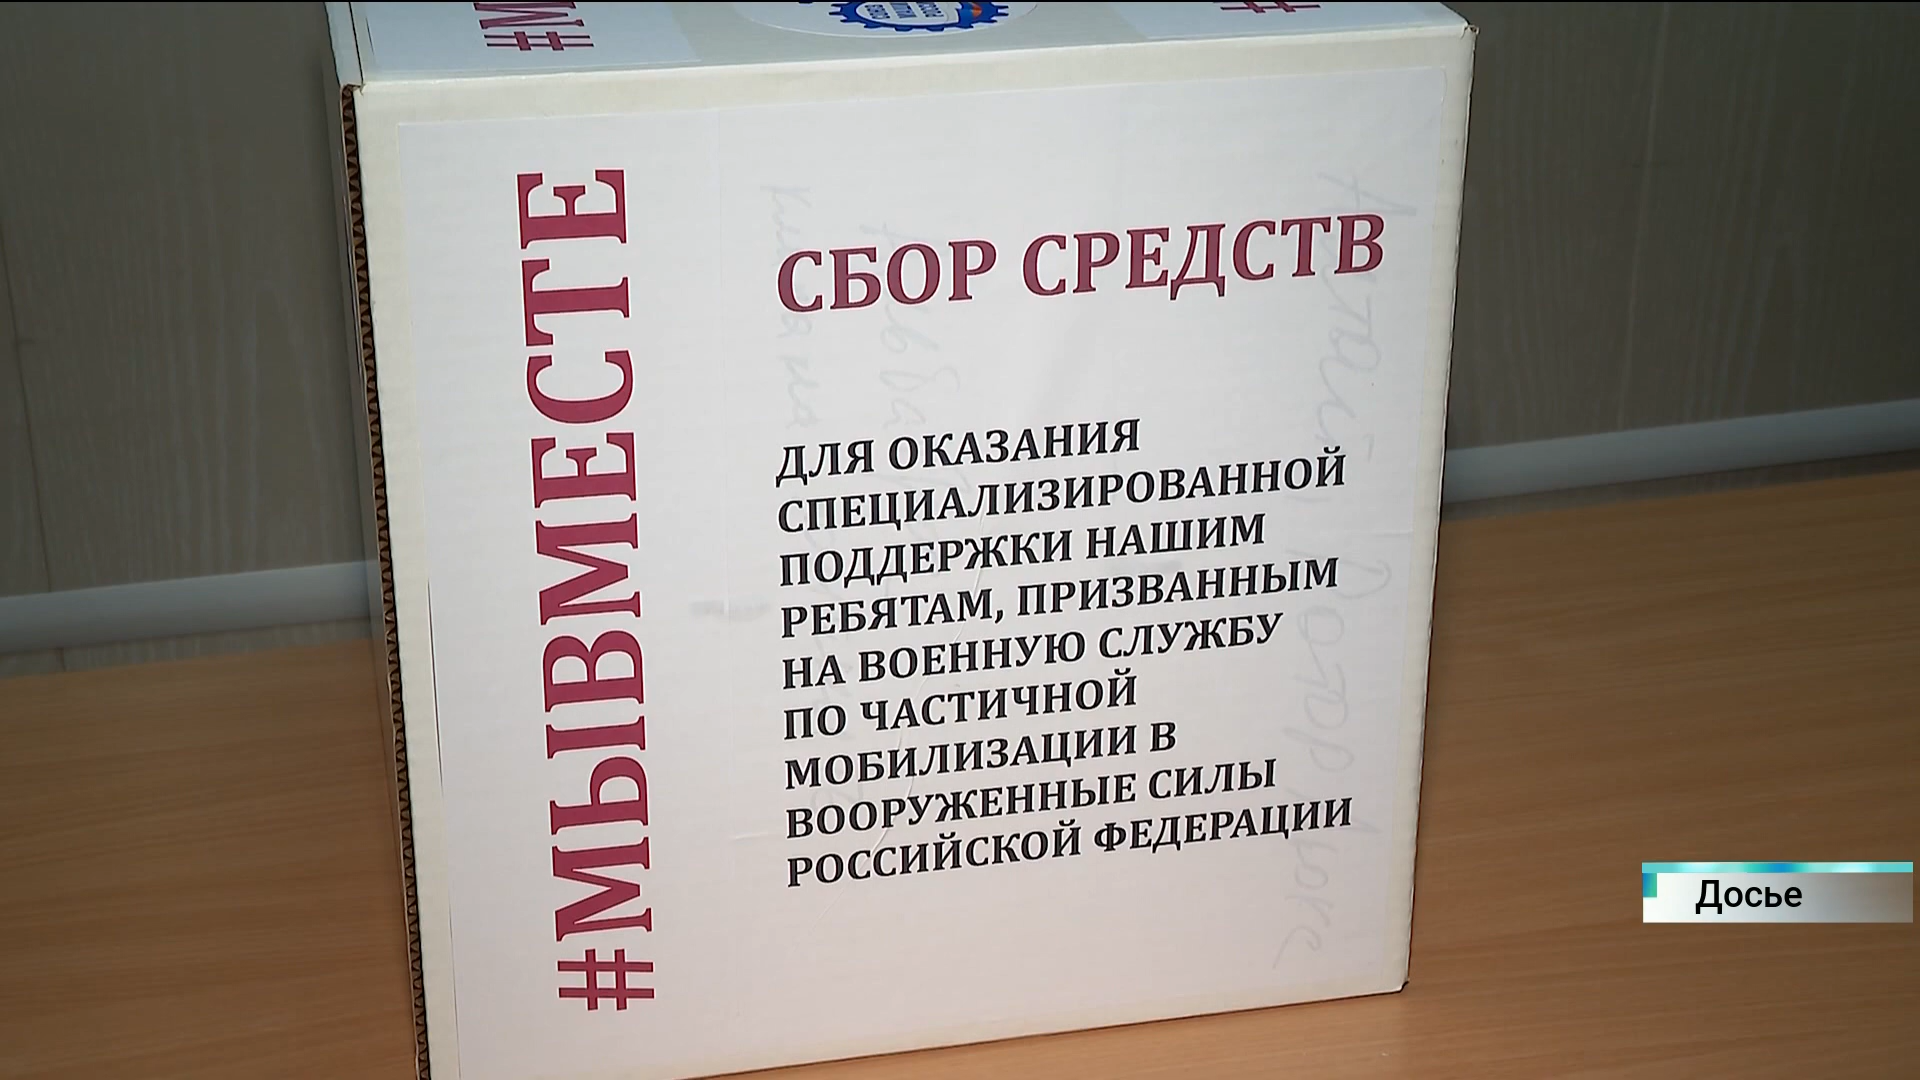 #МЫВМЕСТЕ
СБОР СРЕДСТВ
ДЛЯ ОКАЗАНИЯ
СПЕЦИАЛИЗИРОВАННОЙ
ПОДДЕРЖКИ НАШИМ
РЕБЯТАМ, ПРИЗВАННЫМ
НА ВОЕННУЮ СЛУЖБУ
ПО ЧАСТИЧНОЙ
МОБИЛИЗАЦИИ В
ВООРУЖЕННЫЕ СИЛЫ
РОССИЙСКОЙ ФЕДЕРАЦИИ
Досье